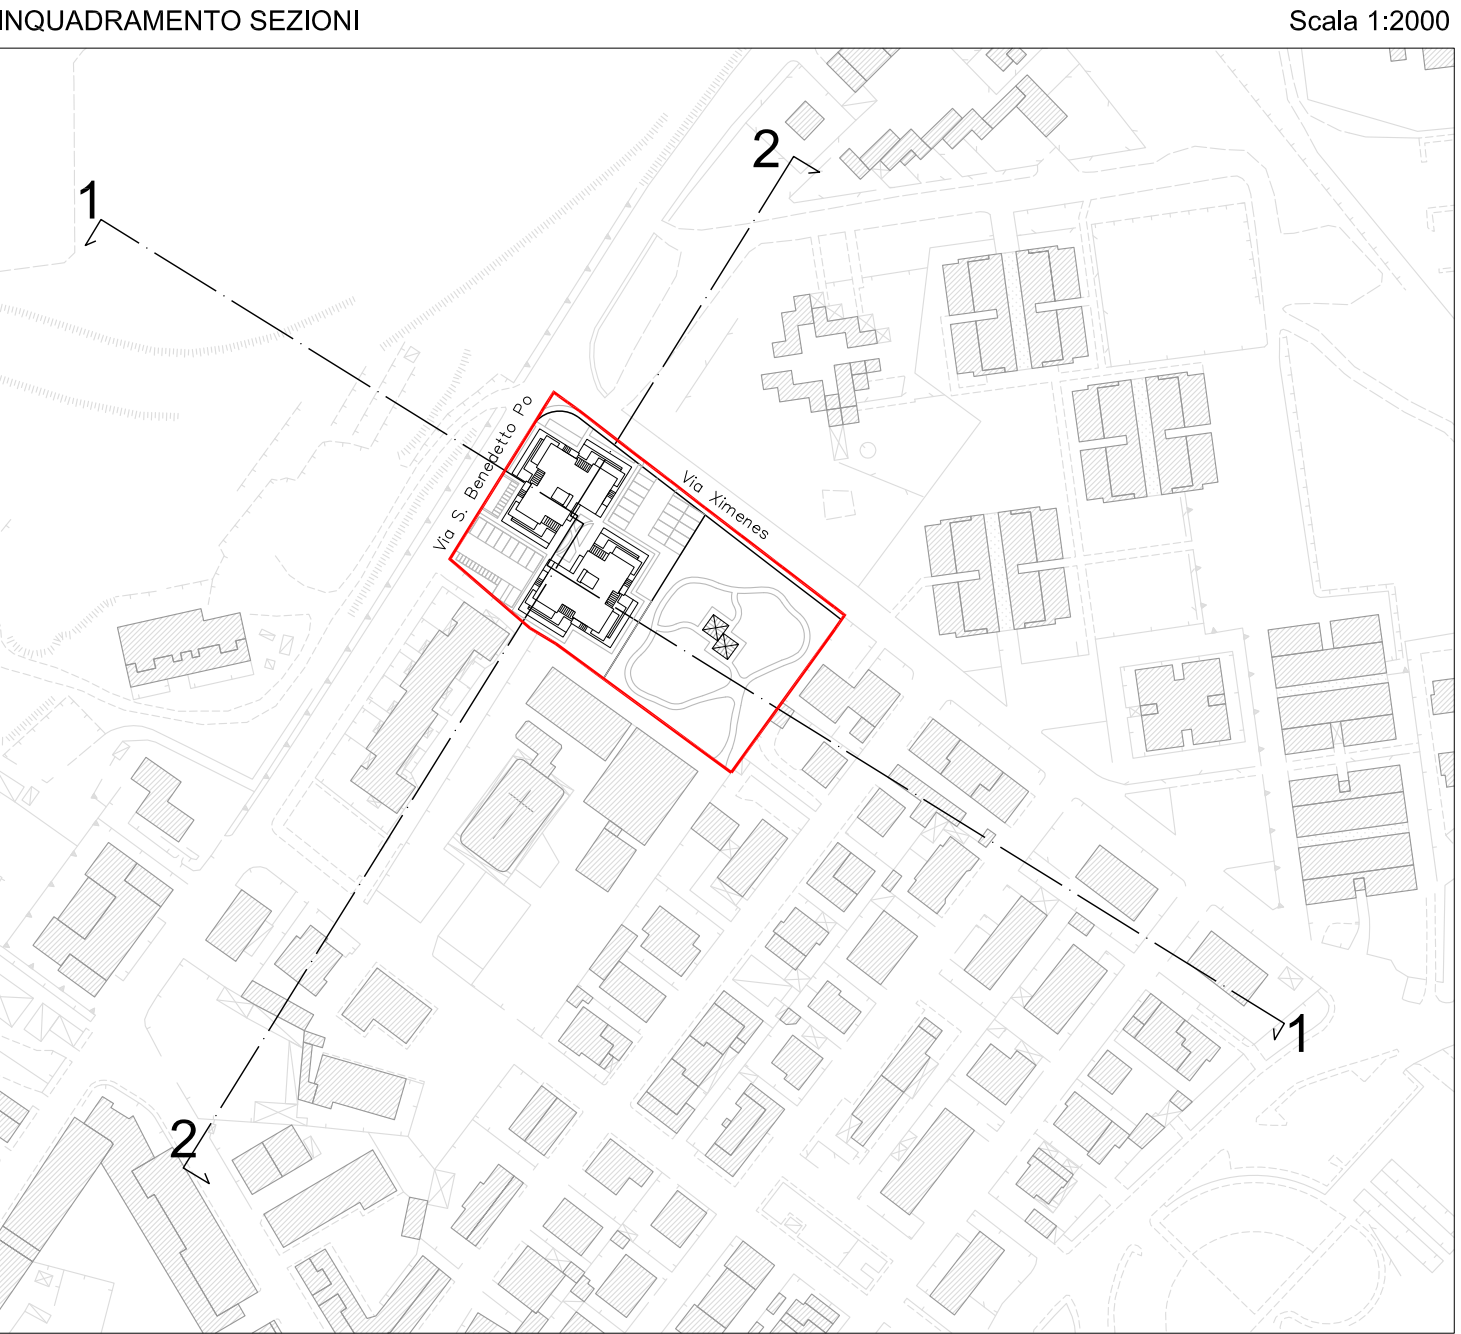 INQUADRAMENTO SEZIONI
Scala 1:2000
2
1
Via S. Benedetto Po
Via Ximenes
1
2